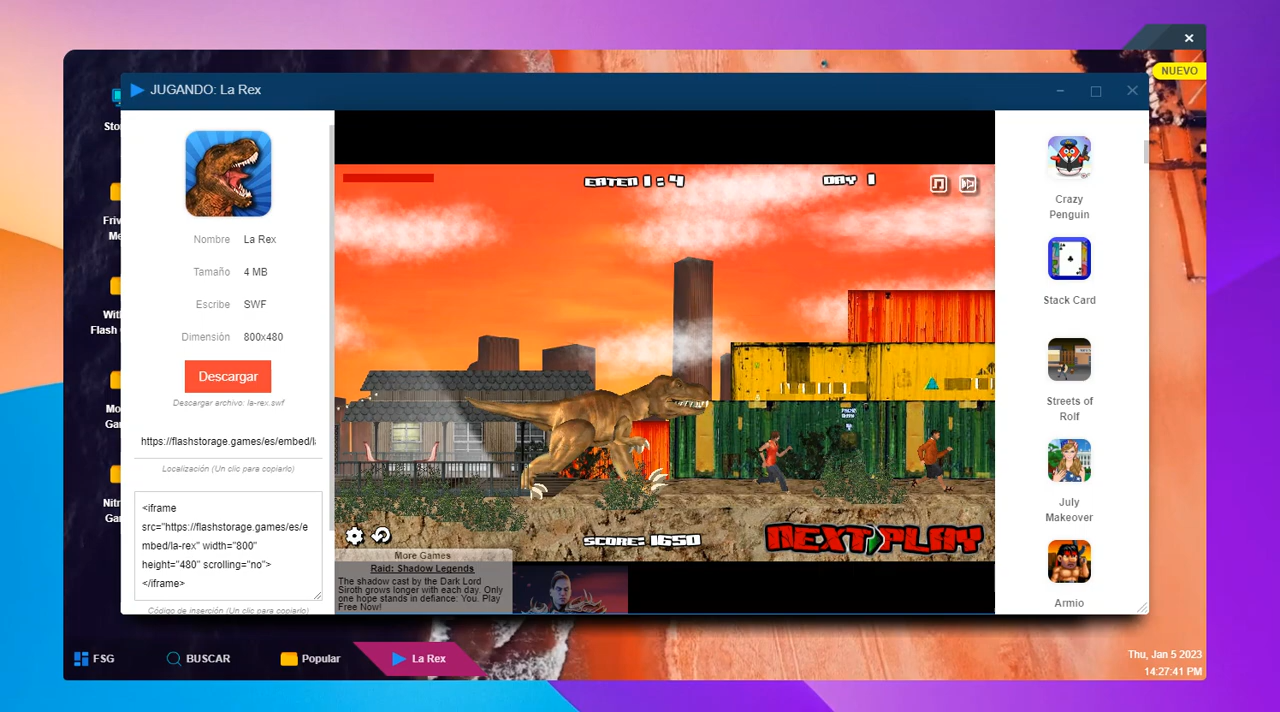 NUEVO
JUGANDO: La Rex
Nombre La Rex
Tamaño 4 MB
Escribe SWF
Dimensión 800x480
Descargar
Descargar archivo: la-rex.swf
https://flashstorage.games/es/embed/l
Localización (Un clic para copiarlo)
<iframe
src="https://flashstorage.games/es/e
mbed/la-rex" width="800"
height="480" scrolling="no">
</iframe>
Código de inserción (Un clic para copiarlo)
EATEN 1 : 4
DAY 1
SCORE: 1650
NEXTPLAY
More Games
Raid: Shadow Legends
The shadow cast by the Dark Lord
Siroth grows longer with each day. Only
one hope stands in defiance: You. Play
Free Now!
Crazy
Penguin
Stack Card
Streets of
Rolf
July
Makeover
Armio
FSG
BUSCAR
Popular
La Rex
Thu, Jan 5 2023
14:27:41 PM